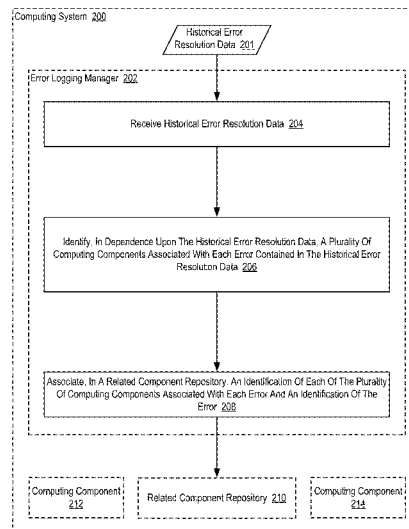 Computing System 200
Historical Error
Resolution Data 201
Error Logging Manager 202
Receive Historical Error Resolution Data 204
Identify, In Dependence Upon The Historical Error Resolution Data, A Plurality Of
Computing Components Associated With Each Error Contained In The Historical Error
Resolution Data 206
Associate, In A Related Component Repository, An Identification Of Each Of The Plurality
Of Computing Components Associated With Each Error And An Identification Of The
Error 208
Computing Component
212
Related Component Repository 210
Computing Component
214